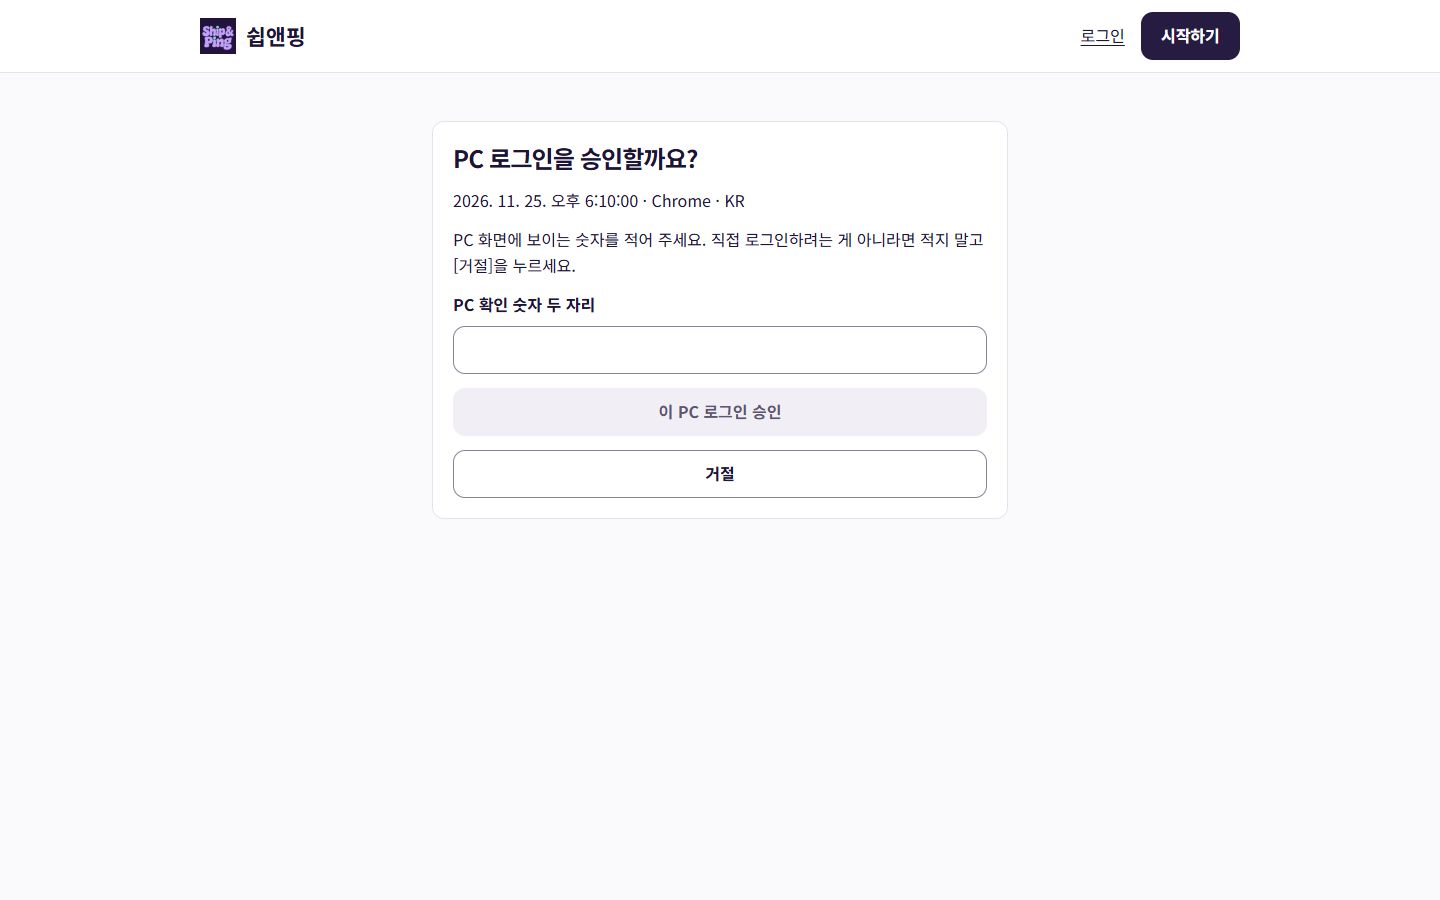 Ship&
Ping
쉽앤핑
로그인
시작하기
PC 로그인을 승인할까요?
2026. 11. 25. 오후 6:10:00 · Chrome · KR
PC 화면에 보이는 숫자를 적어 주세요. 직접 로그인하려는 게 아니라면 적지 말고
[거절]을 누르세요.
PC 확인 숫자 두 자리
이 PC 로그인 승인
거절